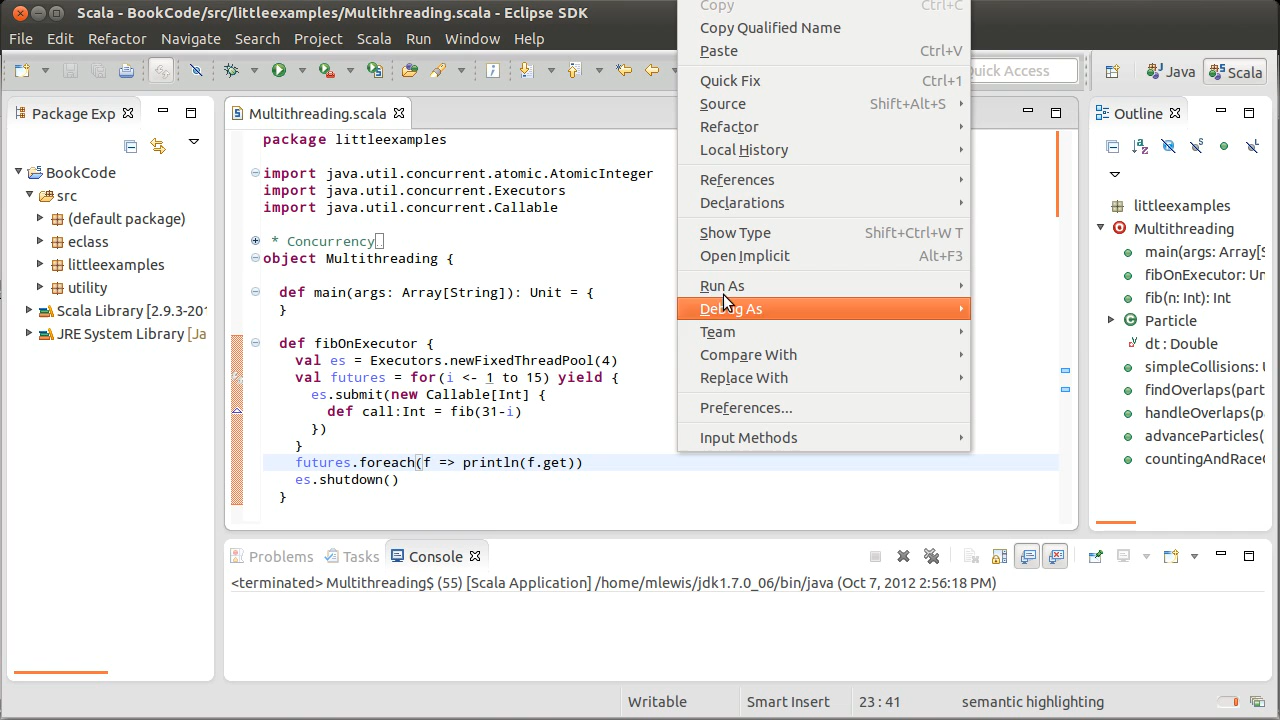 Scala - BookCode/src/littleexamples/Multithreading.scala - Eclipse SDK
File Edit Refactor Navigate Search Project Scala Run Window Help
Quick Access
Java
Scala
Package Exp
BookCode
src
(default package)
eclass
littleexamples
utility
Scala Library [2.9.3-20
JRE System Library [Ja
Multithreading.scala
package littleexamples
import java.util.concurrent.atomic.AtomicInteger
import java.util.concurrent.Executors
import java.util.concurrent.Callable
* Concurrency
object Multithreading {
def main(args: Array[String]): Unit = {
}
def fibOnExecutor {
val es = Executors.newFixedThreadPool(4)
val futures = for(i <- 1 to 15) yield {
es.submit(new Callable[Int] {
def call:Int = fib(31-i)
})
}
futures.foreach(f => println(f.get))
es.shutdown()
}
Copy Ctrl+C
Copy Qualified Name
Paste Ctrl+V
Quick Fix Ctrl+1
Source Shift+Alt+S
Refactor
Local History
References
Declarations
Show Type Shift+Ctrl+W T
Open Implicit Alt+F3
Run As
Debug As
Team
Compare With
Replace With
Preferences...
Input Methods
Outline
littleexamples
Multithreading
main(args: Array[S
fibOnExecutor: Un
fib(n: Int): Int
Particle
dt : Double
simpleCollisions: U
findOverlaps(part
handleOverlaps(p
advanceParticles(
countingAndRaceC
Problems Tasks Console
<terminated> Multithreading$ (55) [Scala Application] /home/mlewis/jdk1.7.0_06/bin/java (Oct 7, 2012 2:56:18 PM)
Writable Smart Insert 23 : 41 semantic highlighting